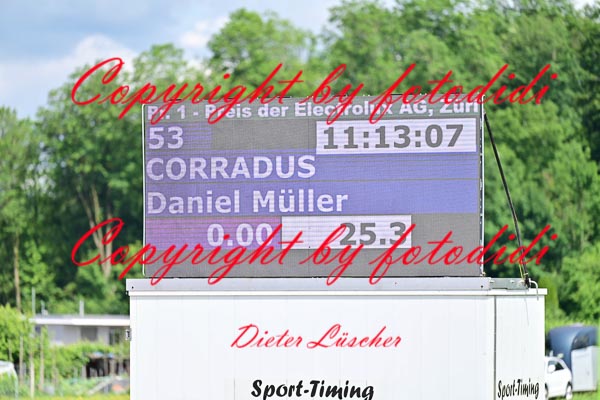 Copyright by fotodidi
Pr 1 - Preis der Electrolux AG, Züri
53 11:13:07
CORRADUS
Daniel Müller
0.00 25.3
Copyright by fotodidi
Dieter Lüscher
Sport-Timing Sport-Timing